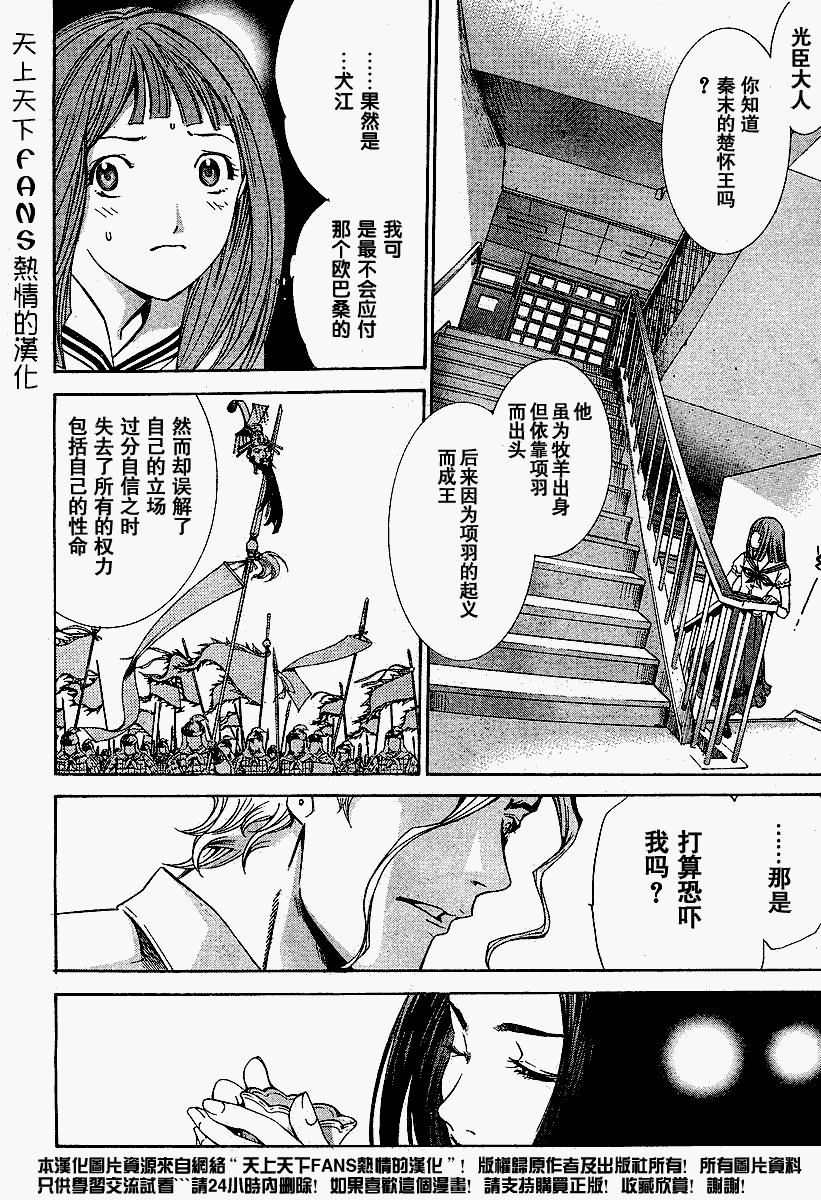 光臣大人
你知道
秦末的楚怀王吗
？
他
虽为牧羊出身
但依靠项羽
而出头
后来因为项羽的起义
而成王
……果然是
……犬江
我可
是最不会应付
那个欧巴桑的
然而却误解了
自己的立场
过分自信之时
失去了所有的权力
包括自己的性命
……那是
打算恐吓
我吗？
天上天下FANS熱情的漢化
本漢化圖片資源來自網絡“天上天下FANS熱情的漢化”！版權歸原作者及出版社所有！所有圖片資料
只供學習交流試看```請24小時內刪除！如果喜歡這個漫畫！請支持購買正版！收藏欣賞！謝謝！